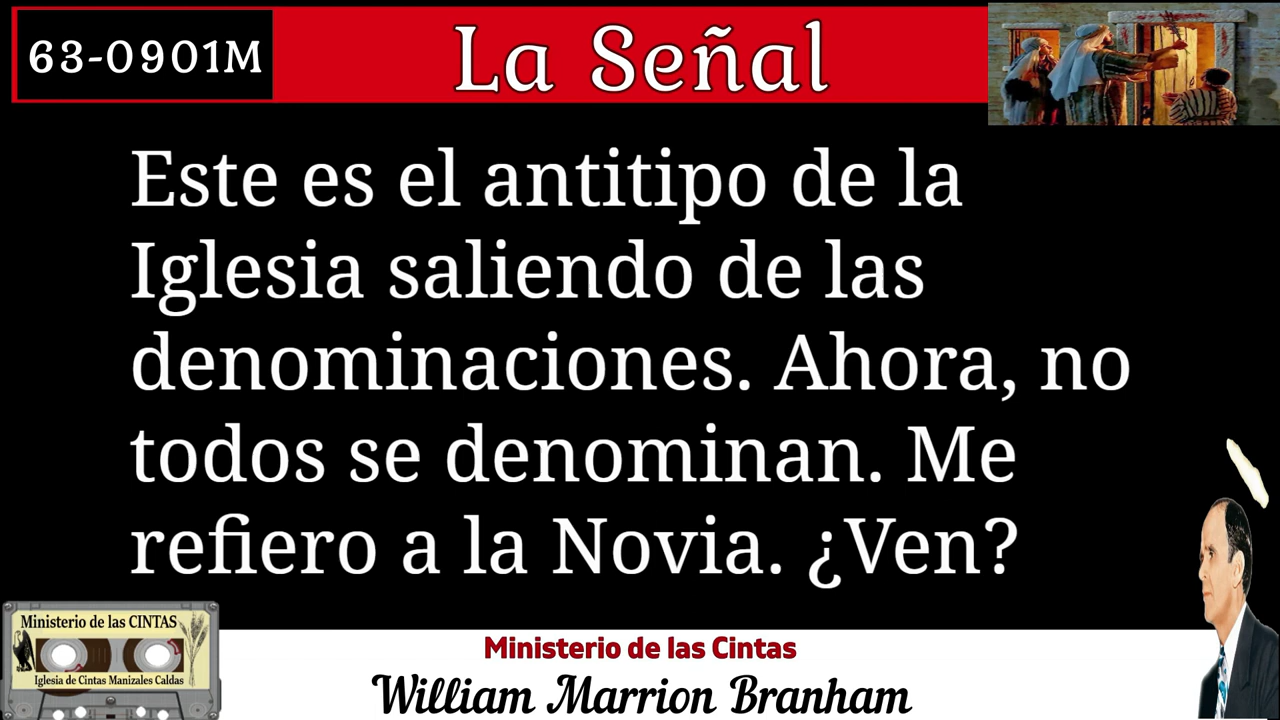 63-0901M
La Señal
Este es el antitipo de la
Iglesia saliendo de las
denominaciones. Ahora, no
todos se denominan. Me
refiero a la Novia. ¿Ven?
Ministerio de las CINTAS
Iglesia de Cintas Manizales Caldas
Ministerio de las Cintas
William Marrion Branham